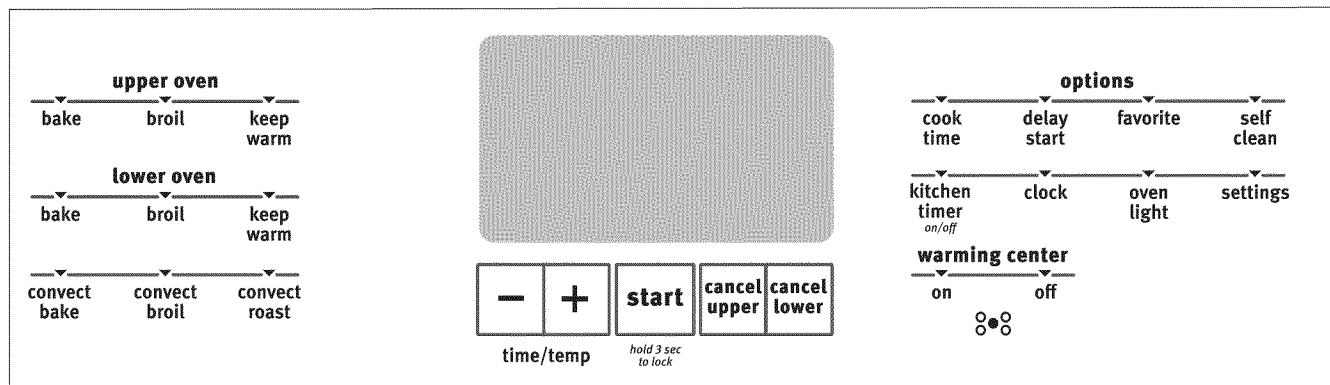 upper oven
bake broil keep
warm
lower oven
bake broil keep
warm
convect convect convect
bake broil roast
− + start cancel cancel
upper lower
time/temp hold 3 sec
to lock
options
cook delay favorite self
time start clean
kitchen clock oven settings
timer light
on/off
warming center
on off